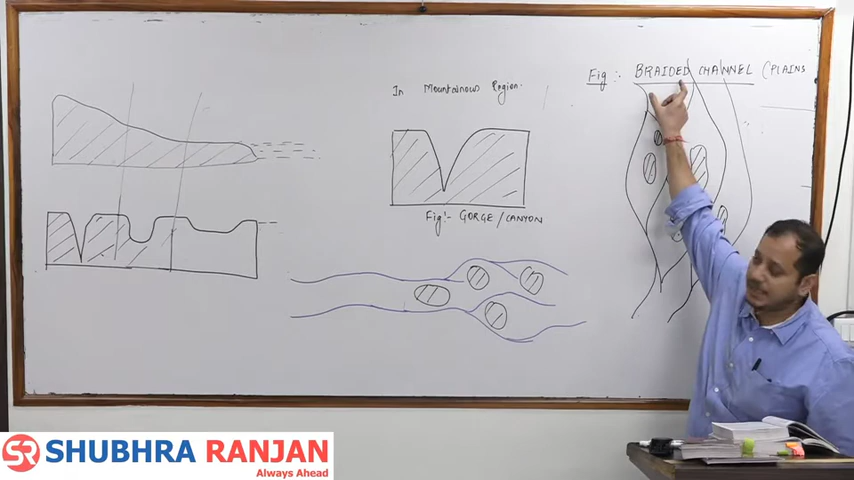 In Mountainous Region.
Fig:- GORGE/CANYON
Fig :- BRAIDED CHANNEL (PLAINS
SR SHUBHRA RANJAN
Always Ahead